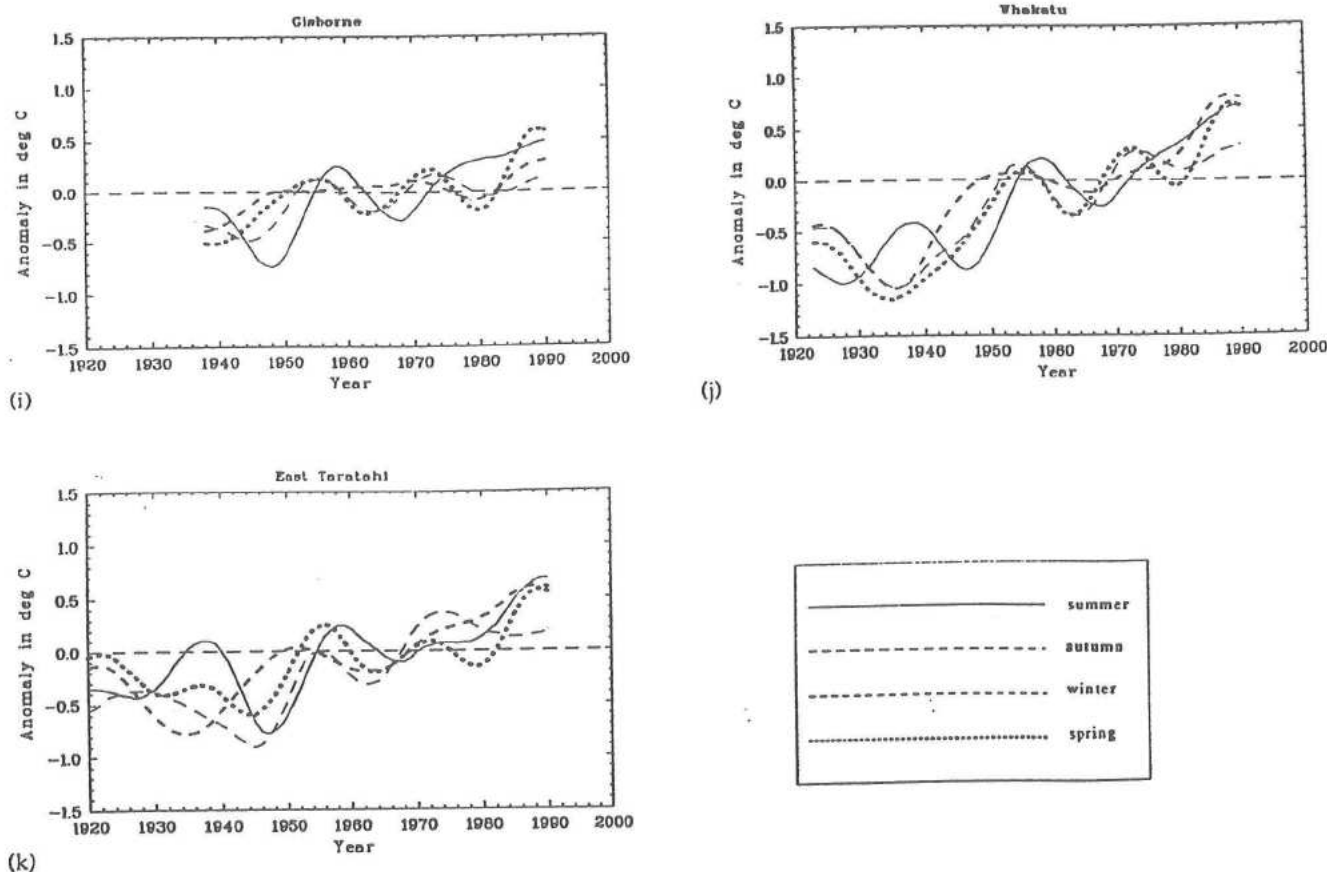 Gisborne
1.5
1.0
0.5
0.0
−0.5
−1.0
−1.5
Anomaly in deg C
1920 1930 1940 1950 1960 1970 1980 1990 2000
Year
(i)
Whakatu
1.5
1.0
0.5
0.0
−0.5
−1.0
−1.5
Anomaly in deg C
1920 1930 1940 1950 1960 1970 1980 1990 2000
Year
(j)
East Taratahi
1.5
1.0
0.5
0.0
−0.5
−1.0
−1.5
Anomaly in deg C
1920 1930 1940 1950 1960 1970 1980 1990 2000
Year
(k)
summer
autumn
winter
spring